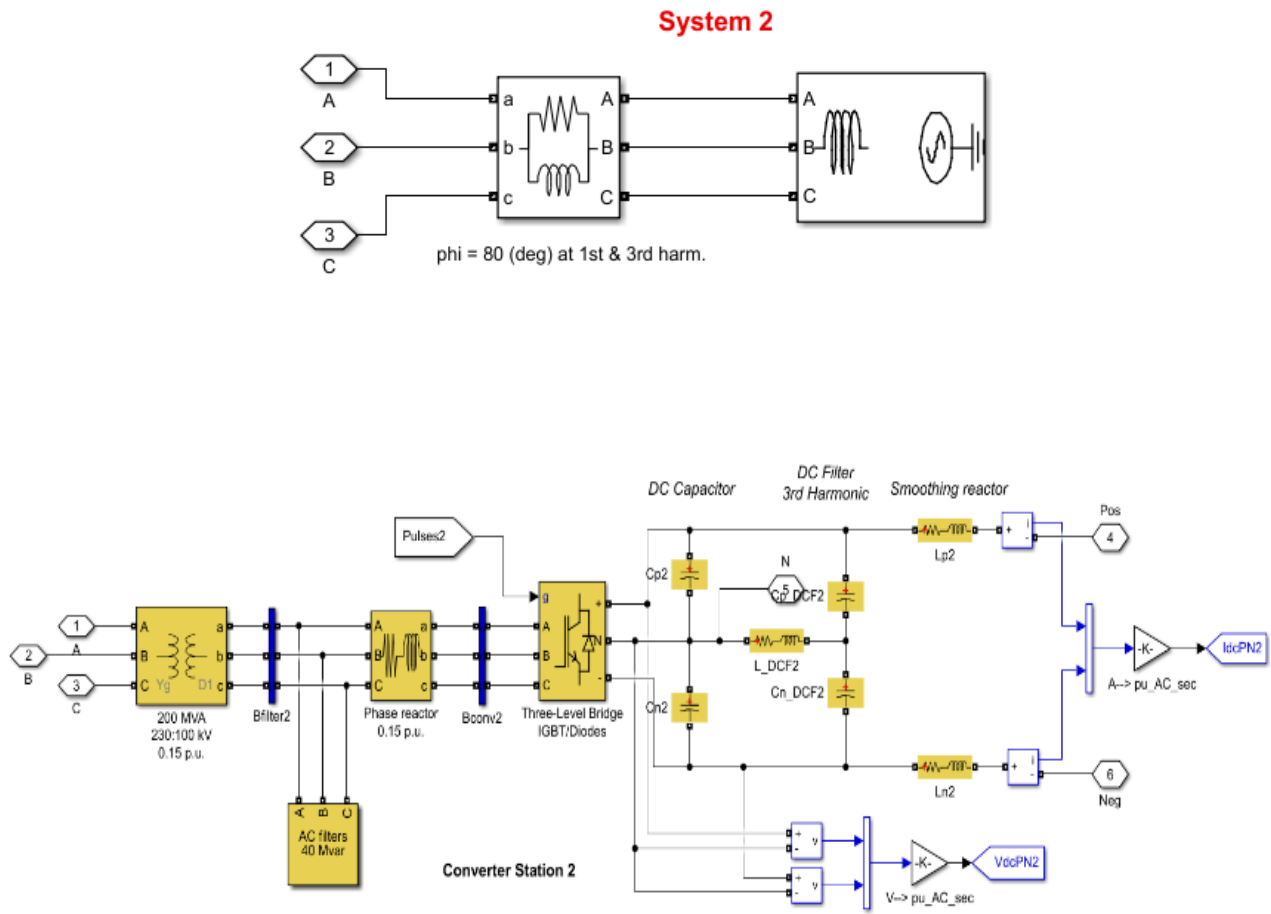 System 2
1
A
2
B
3
C
a
b
c
A
B
C
A
B
C
phi = 80 (deg) at 1st & 3rd harm.
DC Capacitor
DC Filter
3rd Harmonic
Smoothing reactor
Pulses2
Cp2
N
5
Cp_DCF2
Lp2
Pos
4
1
A
2
B
3
C
A
B
C
Yg
D1
a
b
c
200 MVA
230:100 kV
0.15 p.u.
Bfilter2
A
B
C
a
b
c
Phase reactor
0.15 p.u.
Bconv2
g
A
B
C
+
N
-
Three-Level Bridge
IGBT/Diodes
L_DCF2
Cn2
Cn_DCF2
+
i
-
-K-
A--> pu_AC_sec
IdcPN2
Ln2
+
i
-
6
Neg
A
B
C
AC filters
40 Mvar
Converter Station 2
+
-
v
+
-
v
-K-
V--> pu_AC_sec
VdcPN2